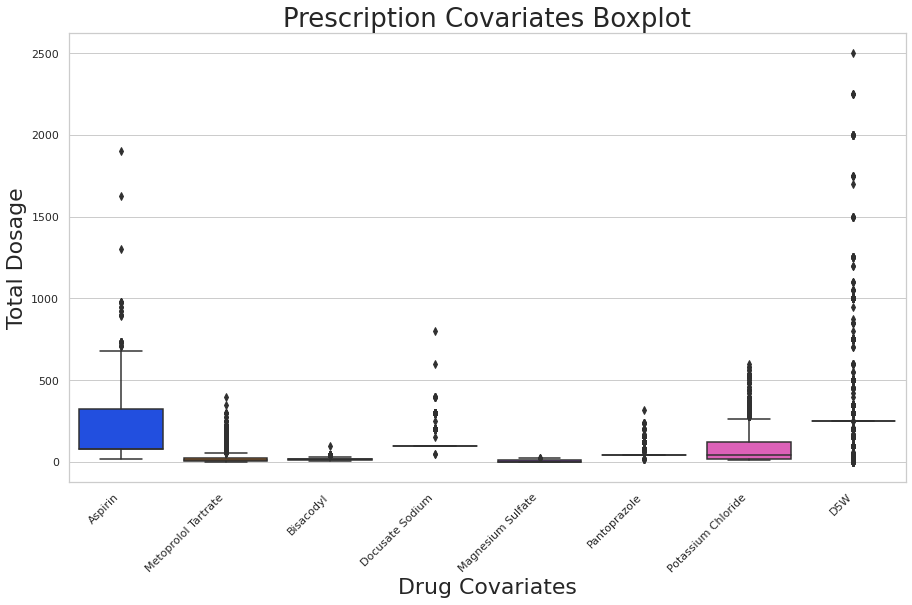 Prescription Covariates Boxplot
Total Dosage
2500
2000
1500
1000
500
0
Aspirin
Metoprolol Tartrate
Bisacodyl
Docusate Sodium
Magnesium Sulfate
Pantoprazole
Potassium Chloride
D5W
Drug Covariates